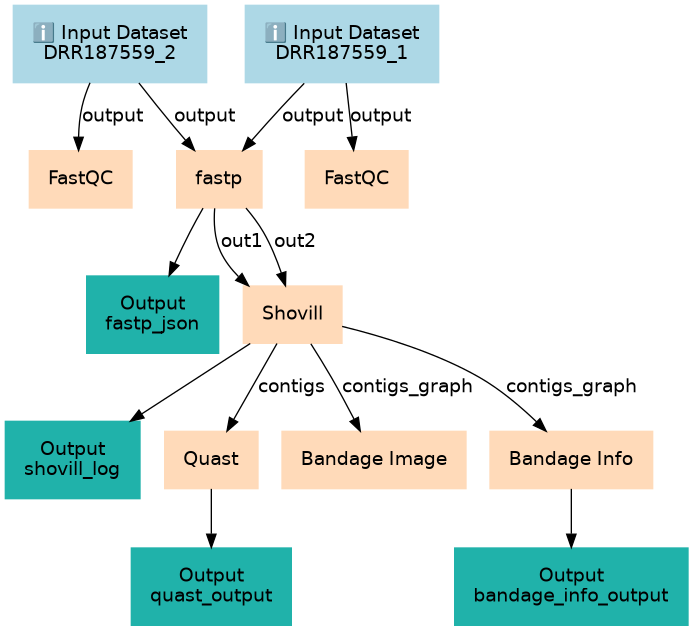 ℹ️ Input Dataset
DRR187559_2
ℹ️ Input Dataset
DRR187559_1
output
output
output
output
FastQC
fastp
FastQC
out1
out2
Output
fastp_json
Shovill
contigs
contigs_graph
contigs_graph
Output
shovill_log
Quast
Bandage Image
Bandage Info
Output
quast_output
Output
bandage_info_output